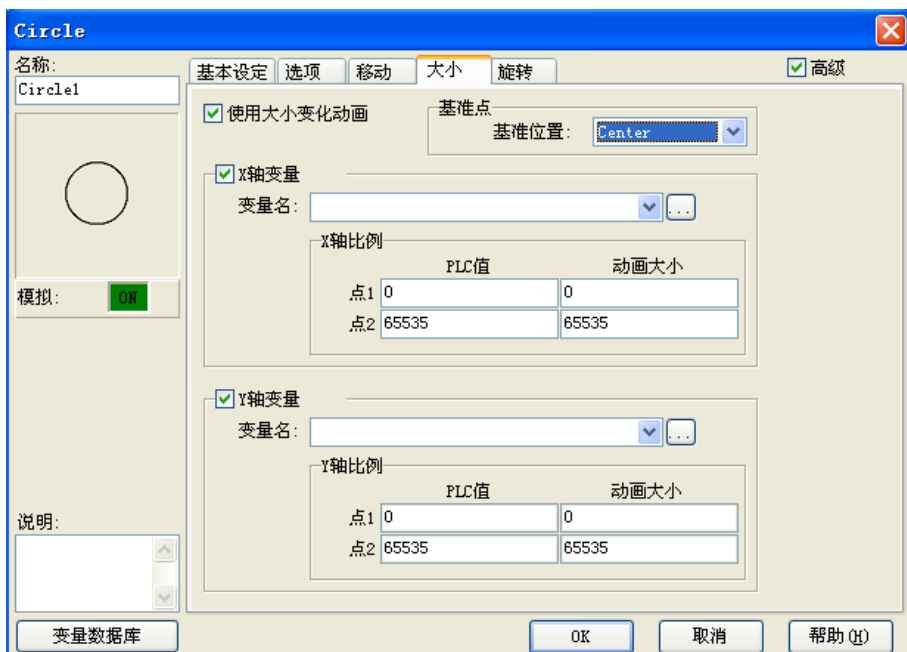 Circle
名称:
Circle1
模拟:
ON
说明:
变量数据库
基本设定 选项 移动 大小 旋转
高级
使用大小变化动画
基准点
基准位置: Center
X轴变量
变量名:
...
X轴比例
PLC值 动画大小
点1 0 0
点2 65535 65535
Y轴变量
变量名:
...
Y轴比例
PLC值 动画大小
点1 0 0
点2 65535 65535
OK 取消 帮助(H)